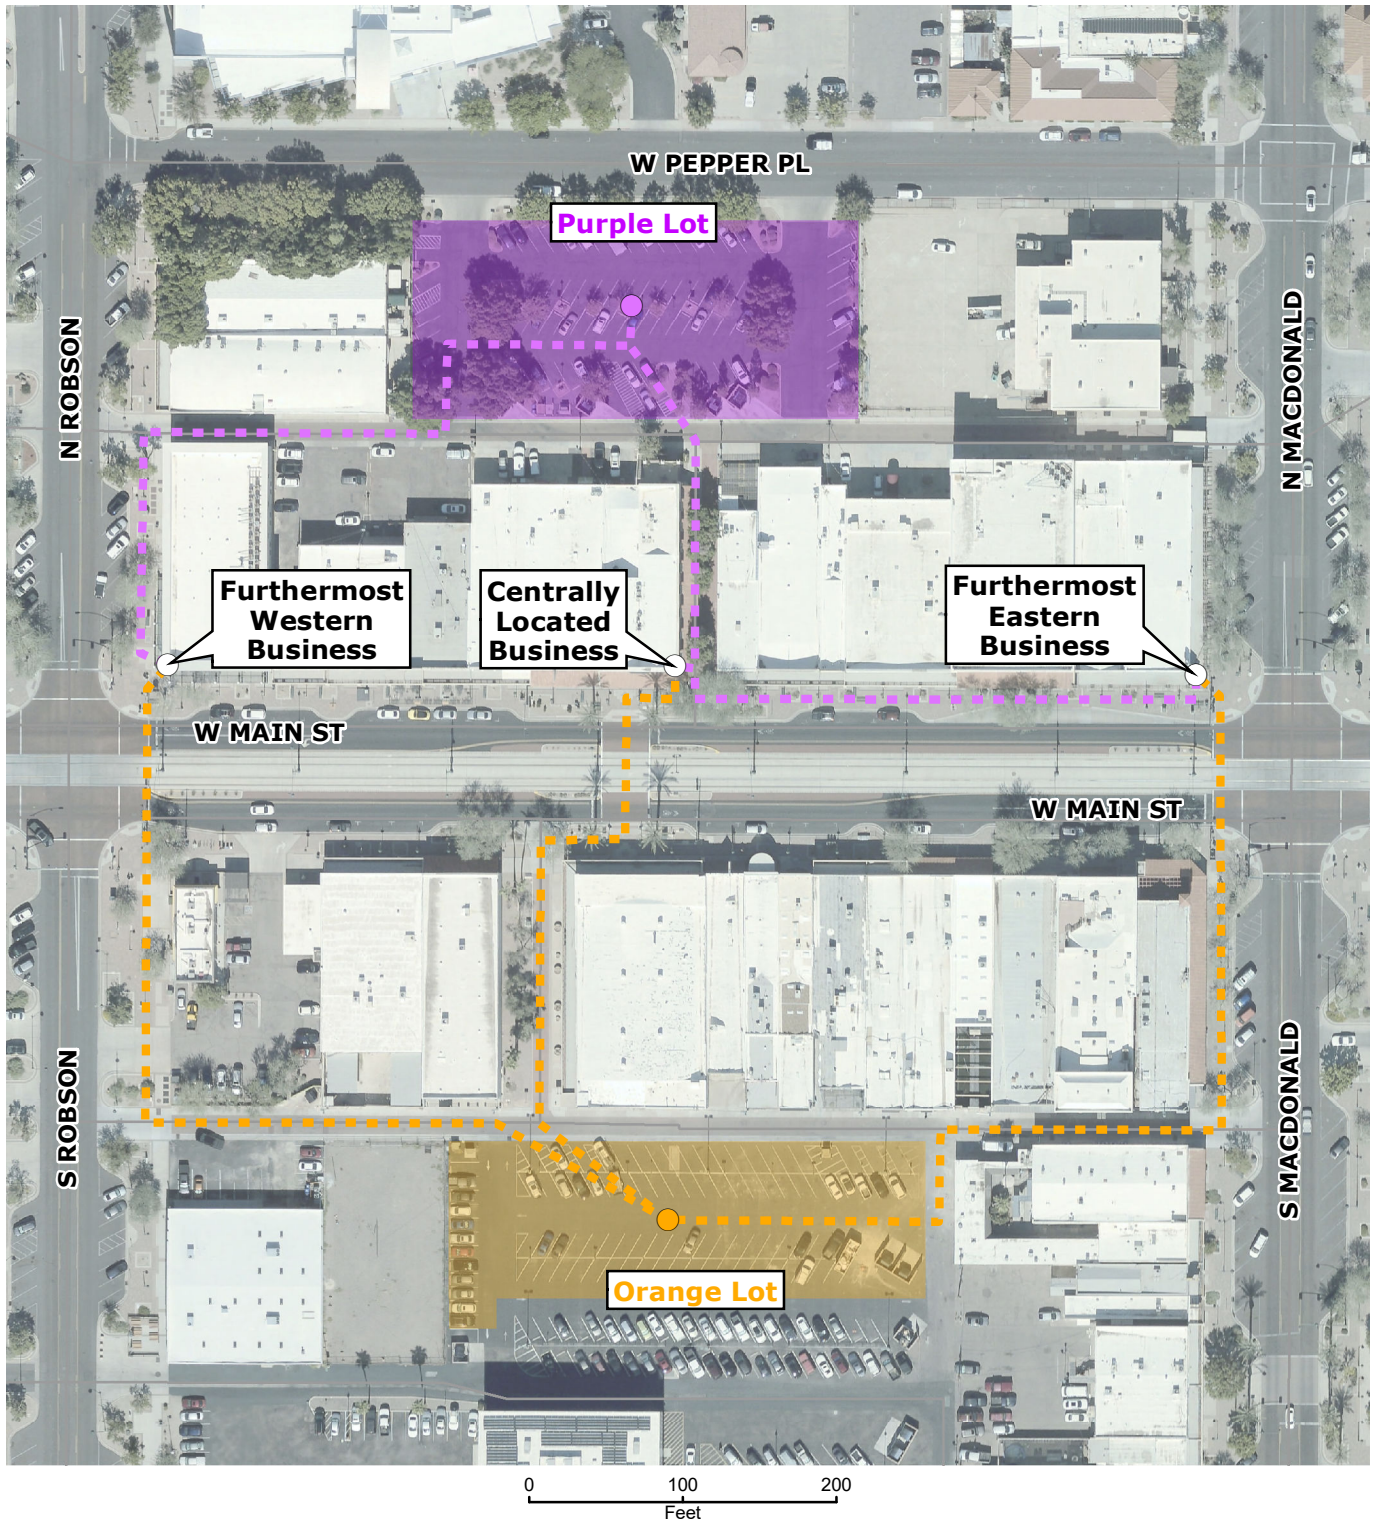 W PEPPER PL
Purple Lot
N ROBSON
N MACDONALD
Furthermost
Western
Business
Centrally
Located
Business
Furthermost
Eastern
Business
W MAIN ST
W MAIN ST
S ROBSON
S MACDONALD
Orange Lot
0 100 200
Feet